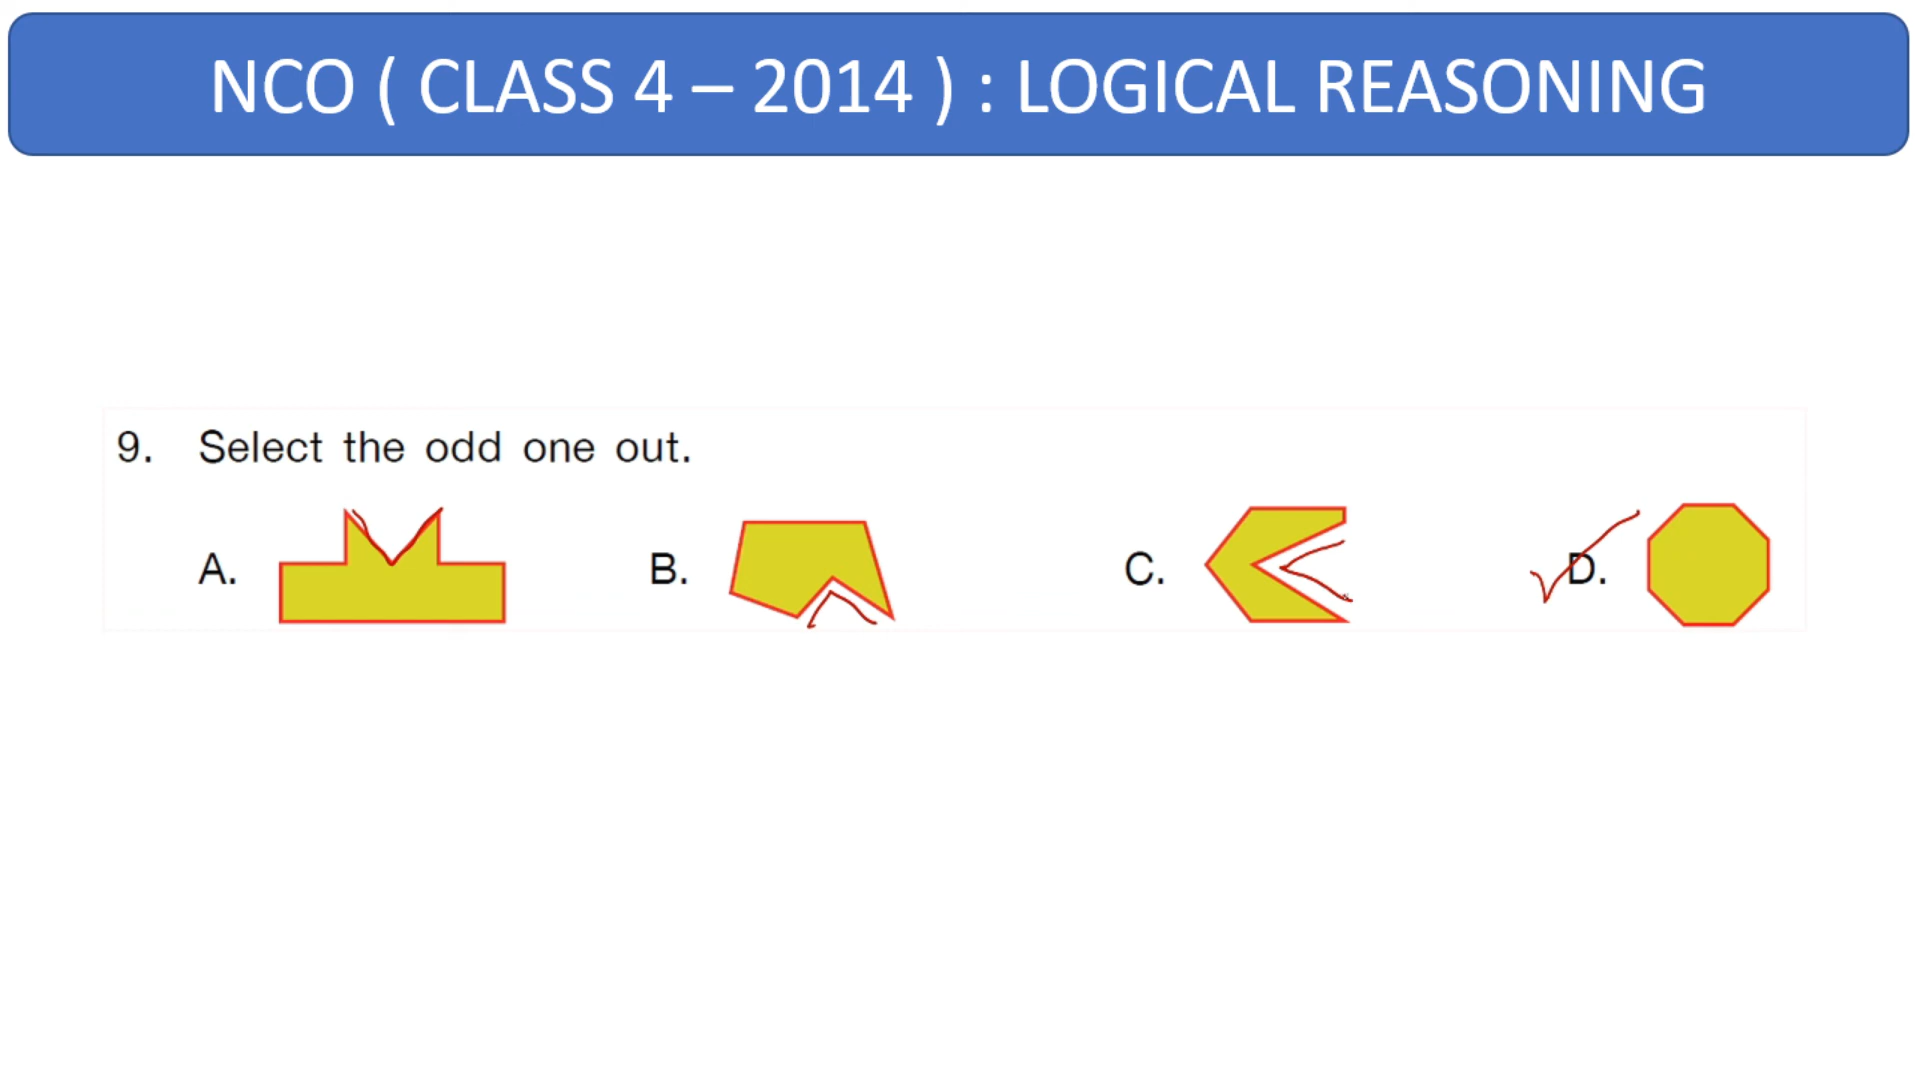 NCO ( CLASS 4 – 2014 ) : LOGICAL REASONING
9. Select the odd one out.
A. B. C. D.